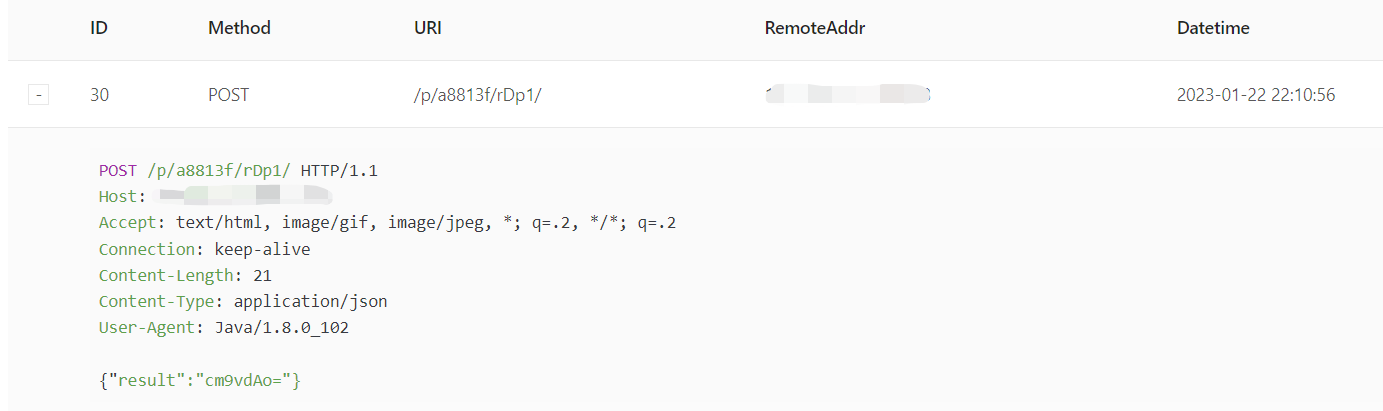 ID Method URI RemoteAddr Datetime
- 30 POST /p/a8813f/rDp1/ 2023-01-22 22:10:56
POST /p/a8813f/rDp1/ HTTP/1.1
Host:
Accept: text/html, image/gif, image/jpeg, *; q=.2, */*; q=.2
Connection: keep-alive
Content-Length: 21
Content-Type: application/json
User-Agent: Java/1.8.0_102
{"result":"cm9vdAo="}